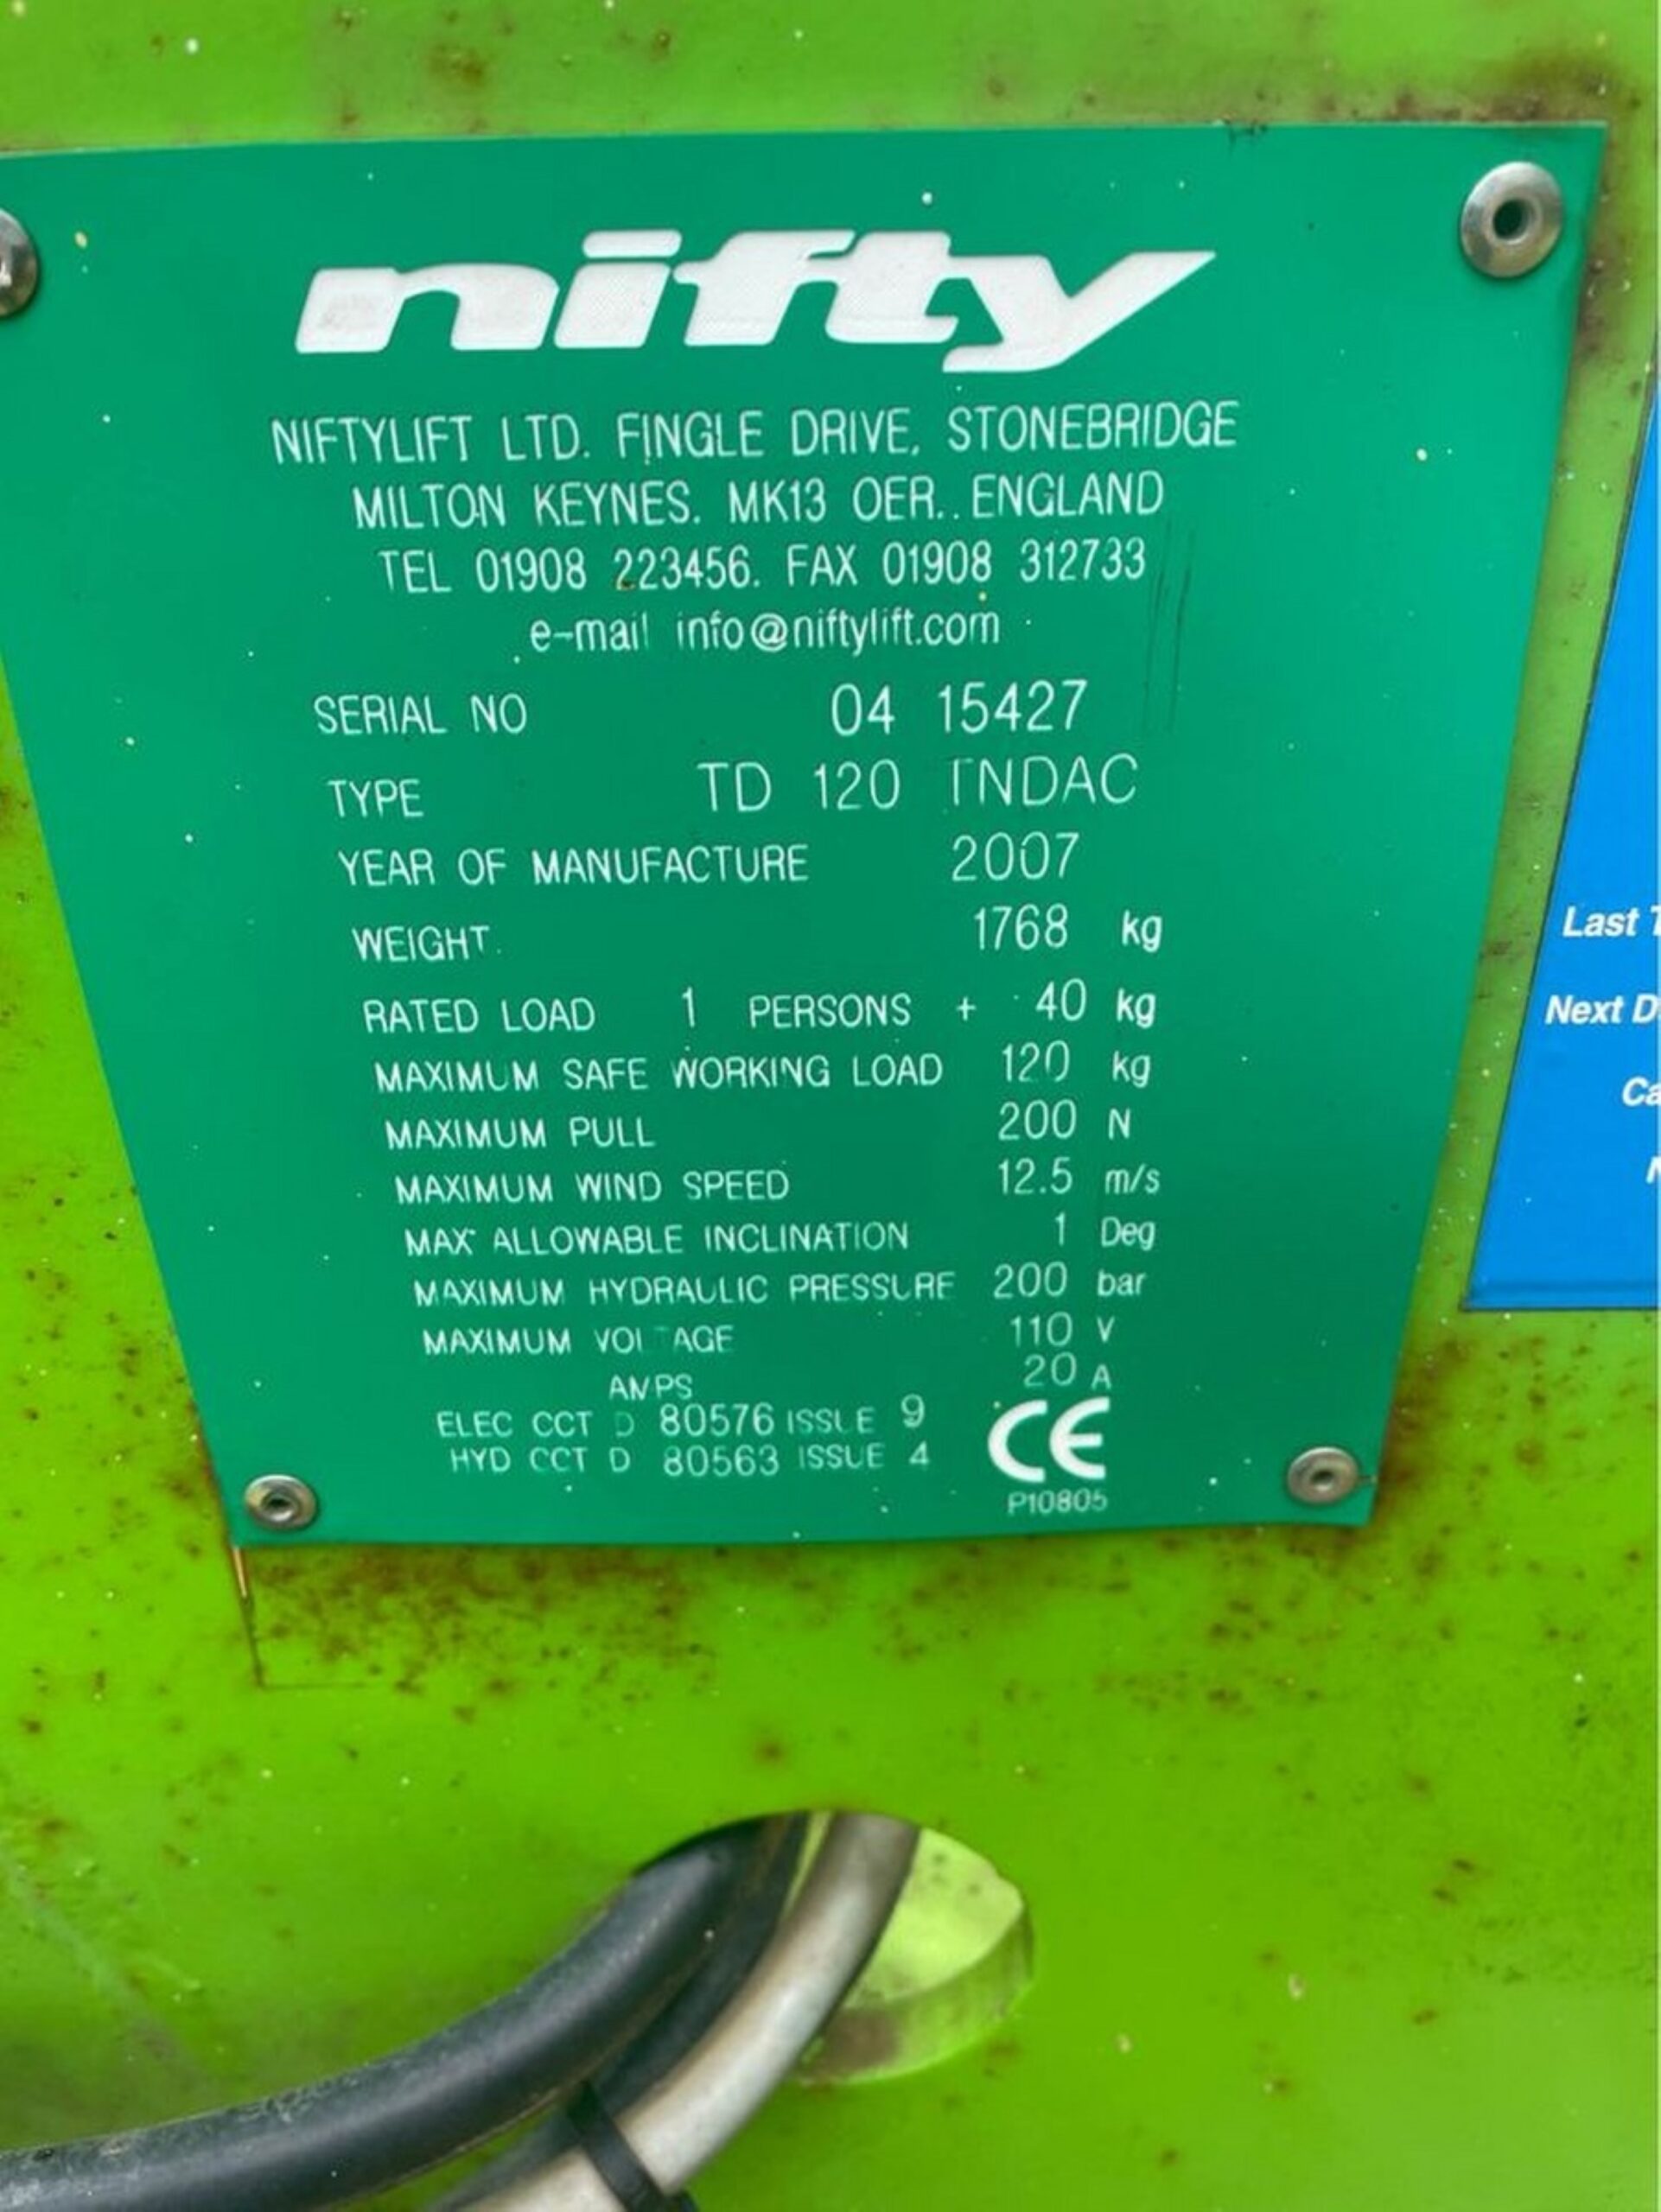 nifty
NIFTYLIFT LTD. FINGLE DRIVE, STONEBRIDGE
MILTON KEYNES. MK13 OER.. ENGLAND
TEL 01908 223456. FAX 01908 312733
e-mail info@niftylift.com
SERIAL NO 04 15427
TYPE TD 120 TNDAC
YEAR OF MANUFACTURE 2007
WEIGHT 1768 kg
RATED LOAD 1 PERSONS + 40 kg
MAXIMUM SAFE WORKING LOAD 120 kg
MAXIMUM PULL 200 N
MAXIMUM WIND SPEED 12.5 m/s
MAX ALLOWABLE INCLINATION 1 Deg
MAXIMUM HYDRAULIC PRESSURE 200 bar
MAXIMUM VOLTAGE 110 V
AMPS 20 A
ELEC CCT D 80576 ISSUE 9
HYD CCT D 80563 ISSUE 4
CE
P10805
Last
Next